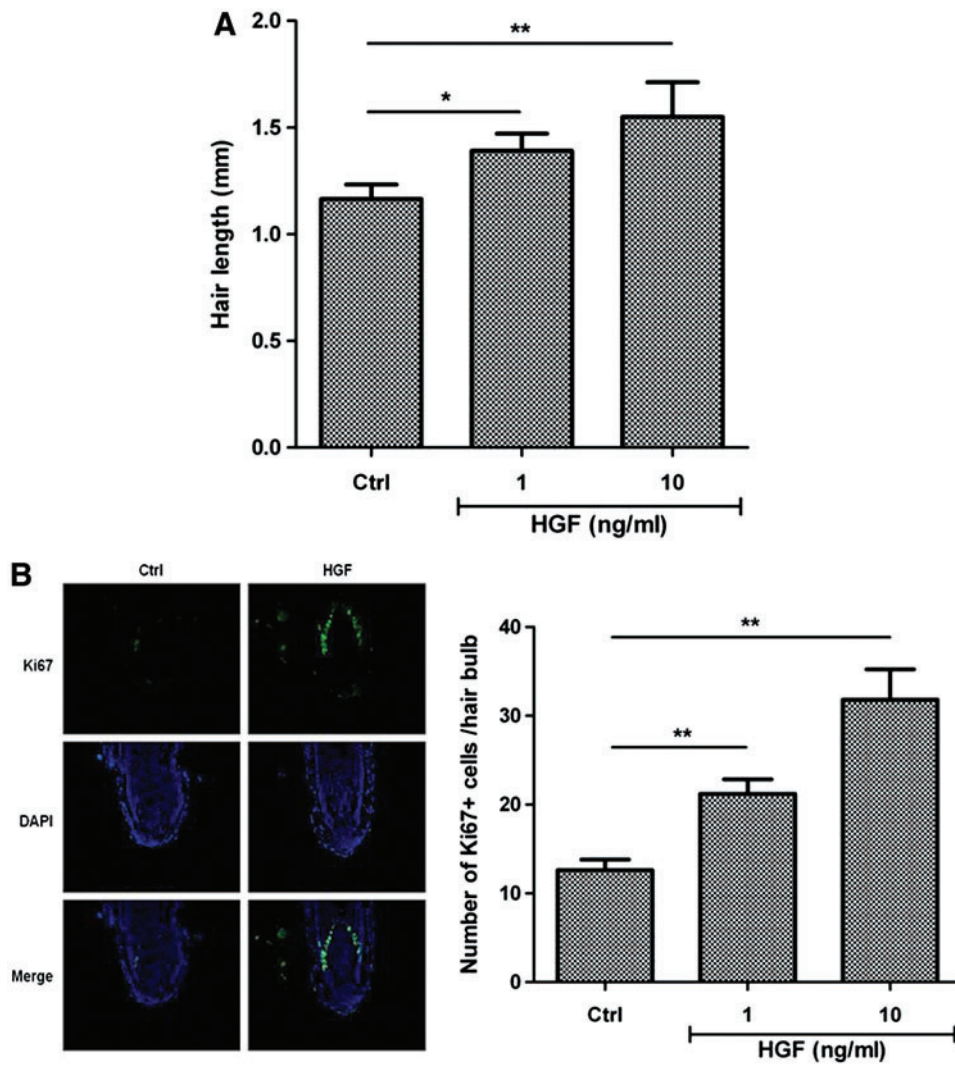 A
2.0
1.5
1.0
0.5
0.0
Hair length (mm)
**
*
Ctrl 1 10
HGF (ng/ml)
B
Ctrl HGF
Ki67
DAPI
Merge
40
30
20
10
0
Number of Ki67+ cells /hair bulb
**
**
Ctrl 1 10
HGF (ng/ml)